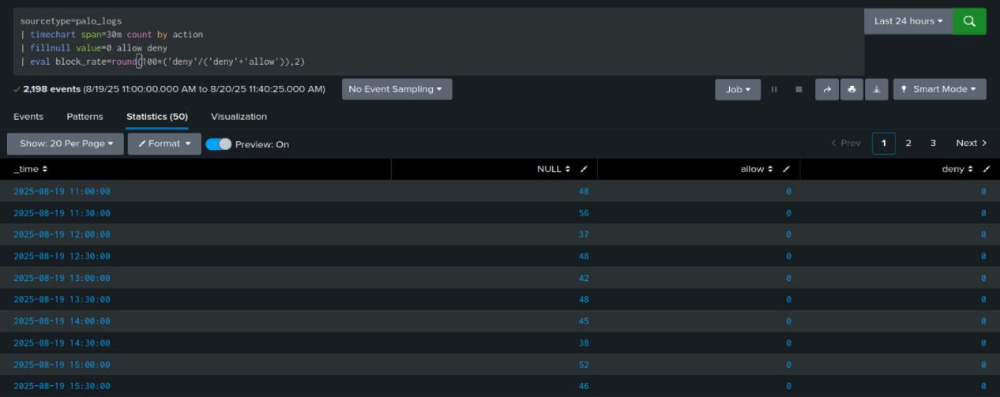 sourcetype=palo_logs
| timechart span=30m count by action
| fillnull value=0 allow deny
| eval block_rate=round(100*('deny'/('deny'+'allow')),2)
Last 24 hours
2,198 events (8/19/25 11:00:00.000 AM to 8/20/25 11:40:25.000 AM)
No Event Sampling
Job
Smart Mode
Events Patterns Statistics (50) Visualization
Show: 20 Per Page Format Preview: On
< Prev 1 2 3 Next >
_time NULL allow deny
2025-08-19 11:00:00 48 0 0
2025-08-19 11:30:00 56 0 0
2025-08-19 12:00:00 37 0 0
2025-08-19 12:30:00 48 0 0
2025-08-19 13:00:00 42 0 0
2025-08-19 13:30:00 48 0 0
2025-08-19 14:00:00 45 0 0
2025-08-19 14:30:00 38 0 0
2025-08-19 15:00:00 52 0 0
2025-08-19 15:30:00 46 0 0